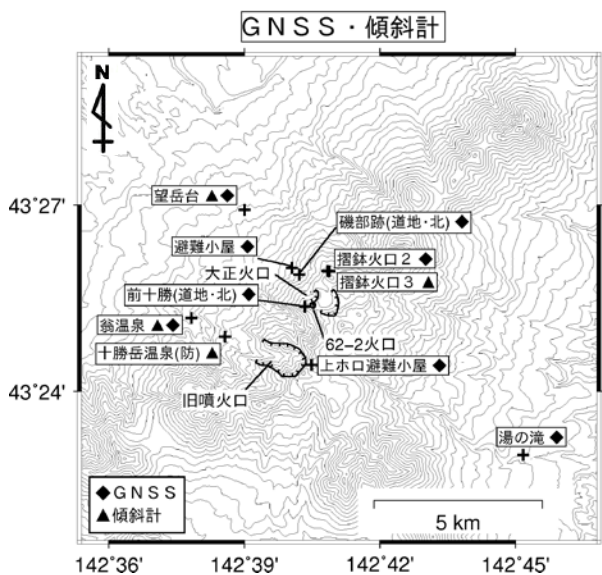 GNSS・傾斜計
N
望岳台▲◆
43°27'
磯部跡(道地・北)◆
避難小屋◆
摺鉢火口2◆
大正火口
摺鉢火口3▲
前十勝(道地・北)◆
翁温泉▲◆
62-2火口
十勝岳温泉(防)▲
上ホロ避難小屋◆
43°24'
旧噴火口
湯の滝◆
◆GNSS
▲傾斜計
5 km
142°36' 142°39' 142°42' 142°45'